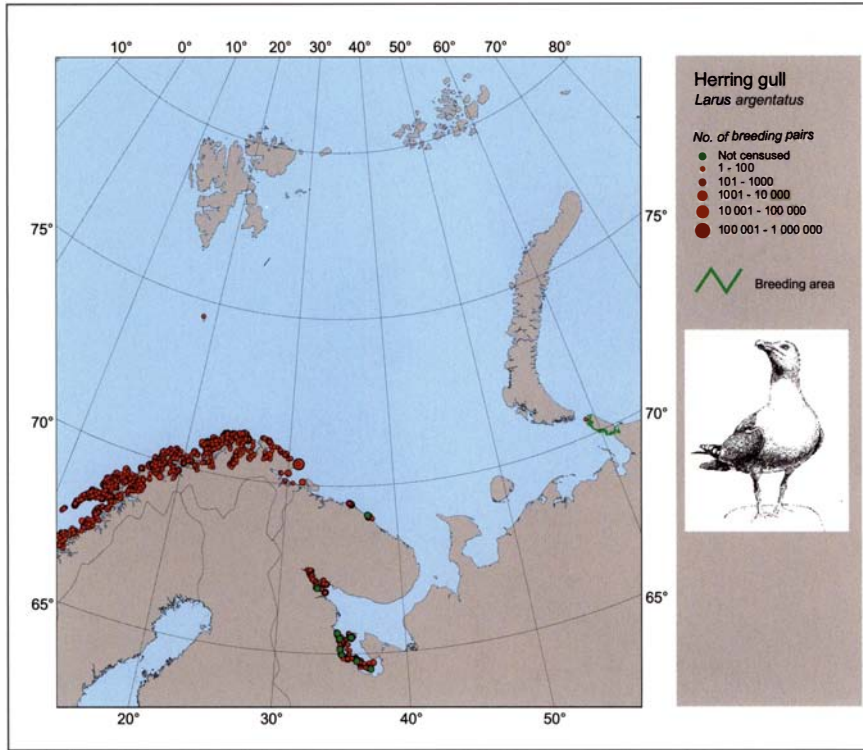 10° 0° 10° 20° 30° 40° 50° 60° 70° 80°
75° 75°
70° 70°
65° 65°
20° 30° 40° 50°
Herring gull
Larus argentatus
No. of breeding pairs
Not censused
1 - 100
101 - 1000
1001 - 10 000
10 001 - 100 000
100 001 - 1 000 000
Breeding area